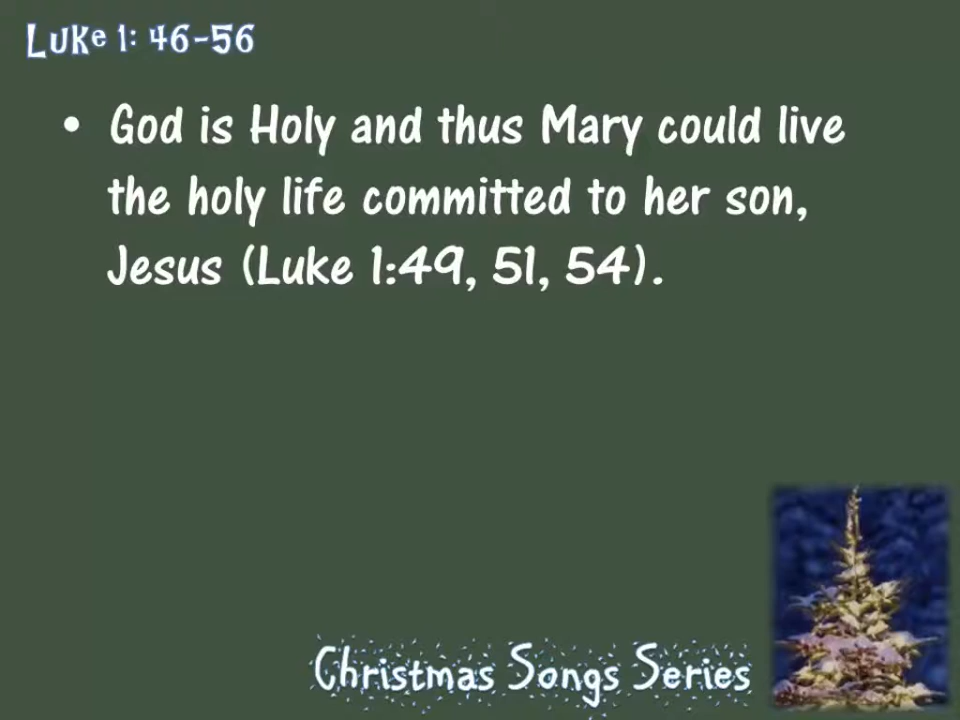 Luke 1: 46-56
• God is Holy and thus Mary could live
the holy life committed to her son,
Jesus (Luke 1:49, 51, 54).
Christmas Songs Series